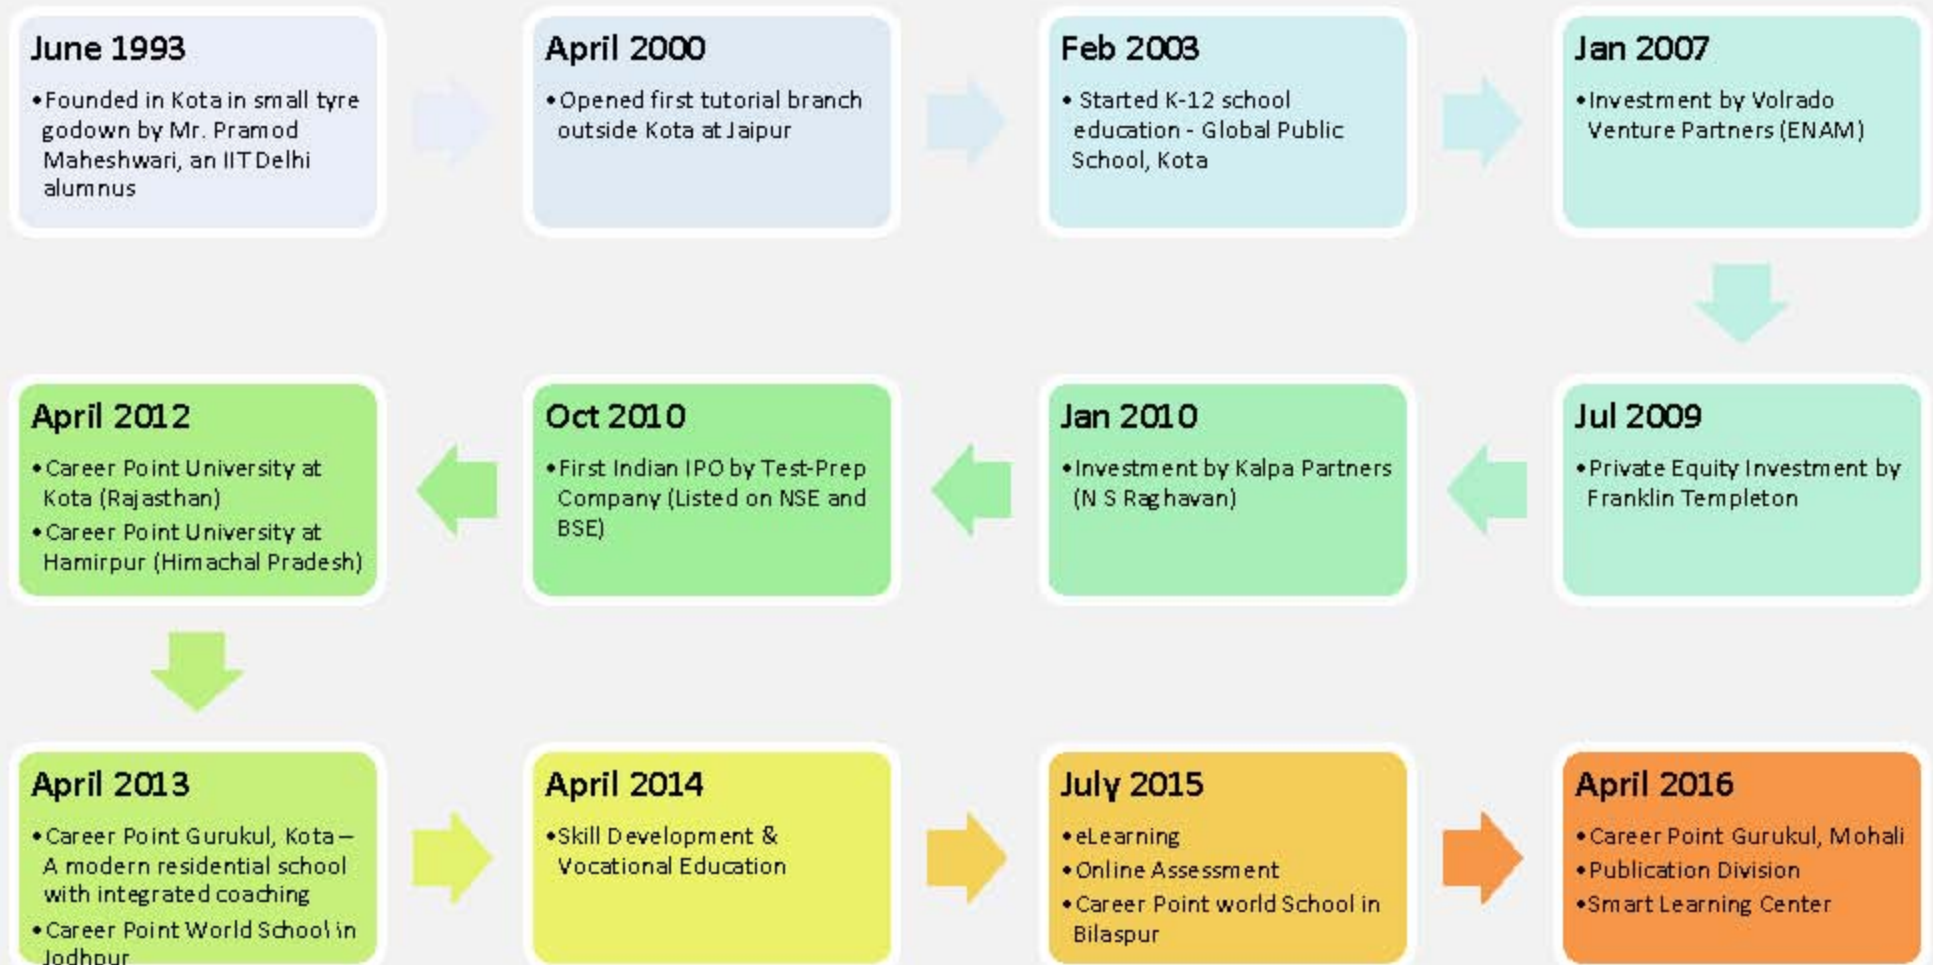 June 1993
•Founded in Kota in small tyre
godown by Mr. Pramod
Maheshwari, an IIT Delhi
alumnus
April 2000
•Opened first tutorial branch
outside Kota at Jaipur
Feb 2003
• Started K-12 school
education - Global Public
School, Kota
Jan 2007
•Investment by Volrado
Venture Partners (ENAM)
Jul 2009
•Private Equity Investment by
Franklin Templeton
Jan 2010
•Investment by Kalpa Partners
(N S Raghavan)
Oct 2010
•First Indian IPO by Test-Prep
Company (Listed on NSE and
BSE)
April 2012
•Career Point University at
Kota (Rajasthan)
•Career Point University at
Hamirpur (Himachal Pradesh)
April 2013
•Career Point Gurukul, Kota –
A modern residential school
with integrated coaching
•Career Point World School in
Jodhpur
April 2014
•Skill Development &
Vocational Education
July 2015
•eLearning
•Online Assessment
•Career Point world School in
Bilaspur
April 2016
•Career Point Gurukul, Mohali
•Publication Division
•Smart Learning Center